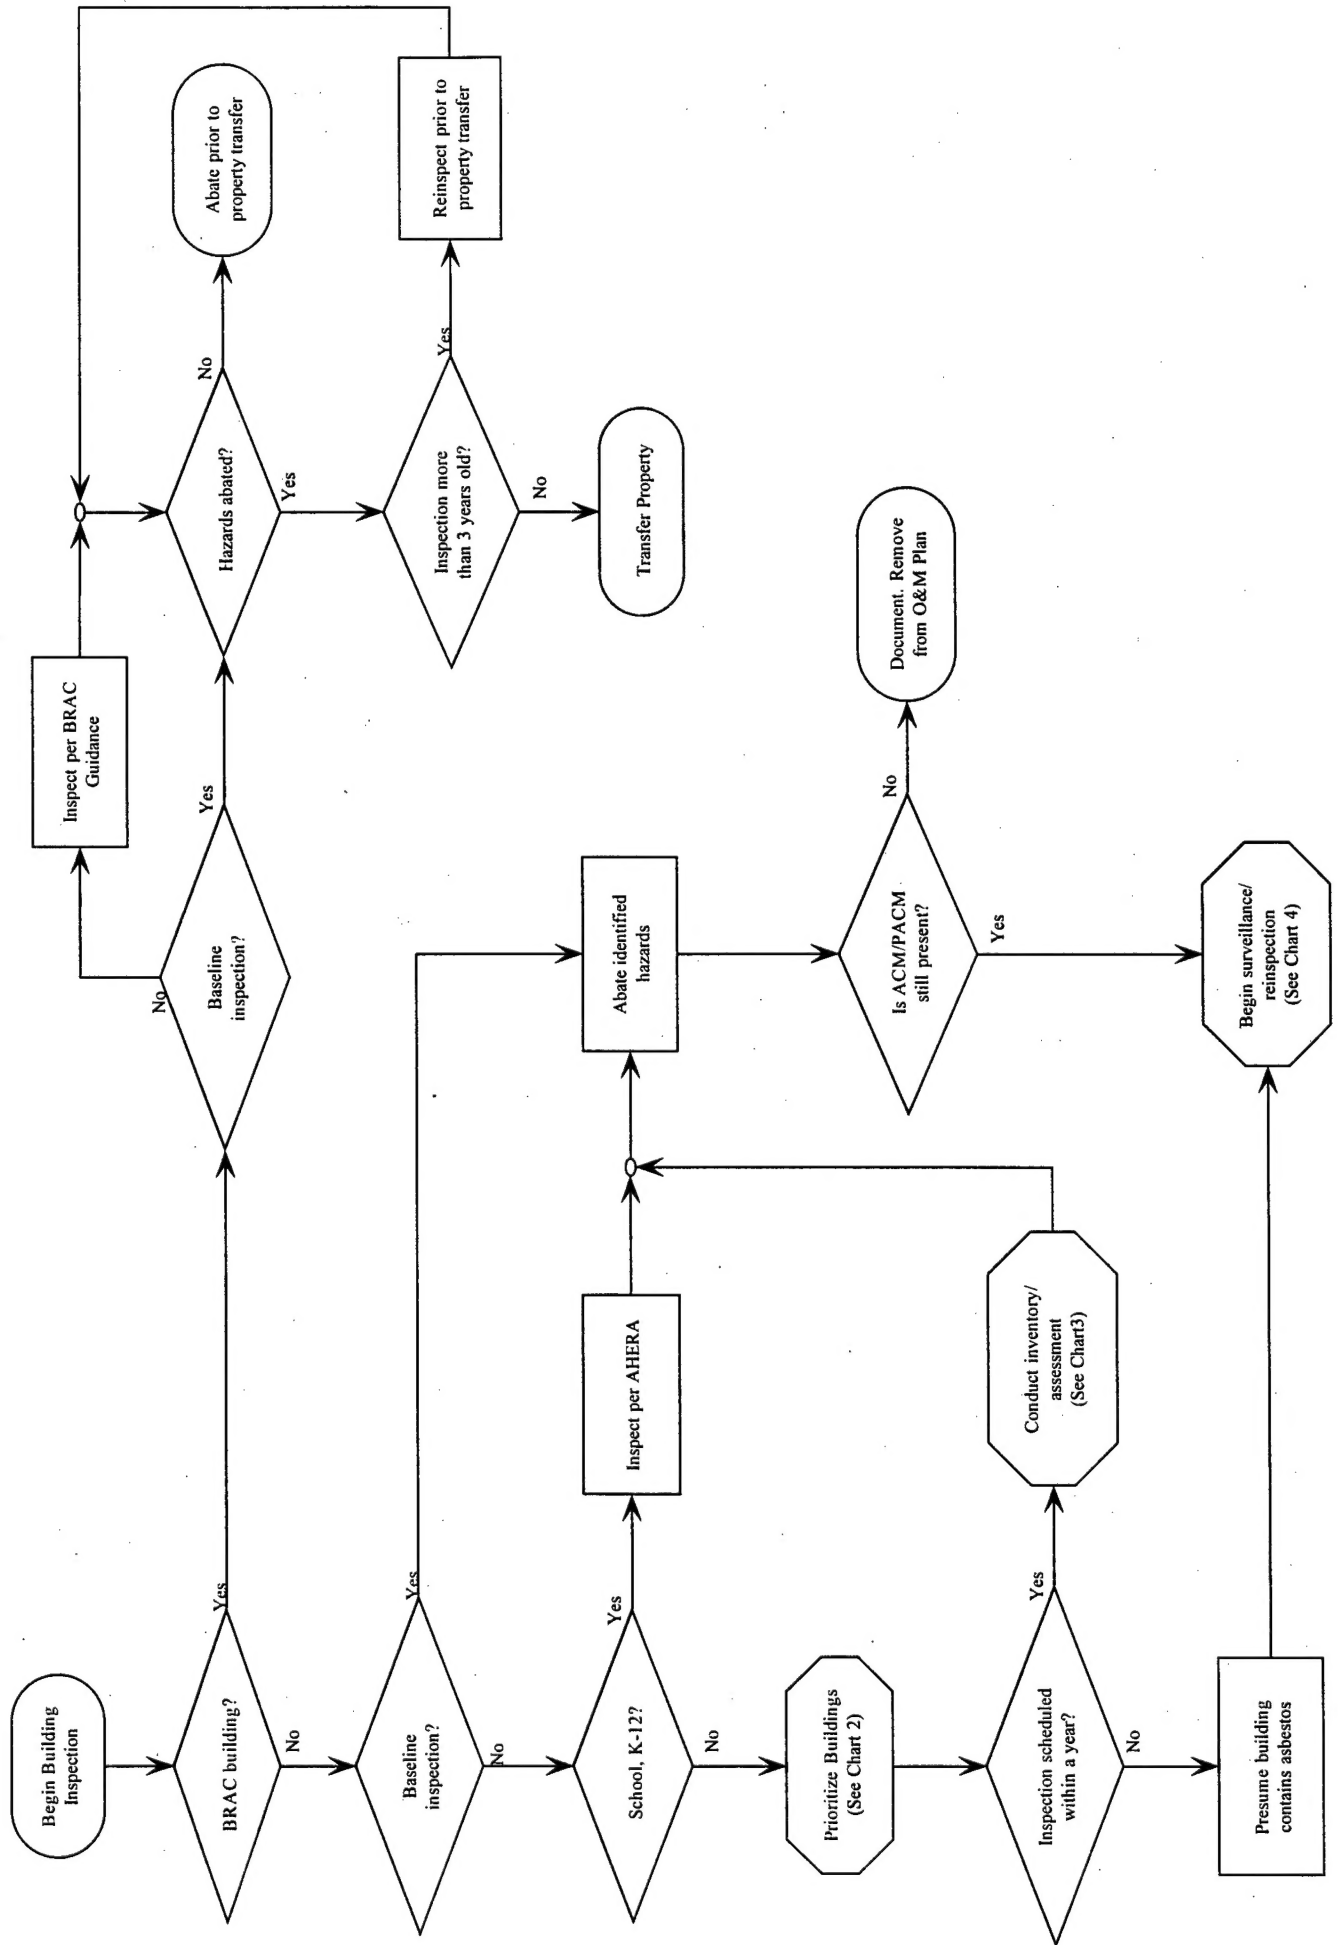 Begin Building
Inspection
BRAC building?
Yes
No
Baseline
inspection?
No
Yes
Inspect per BRAC
Guidance
Hazards abated?
No
Yes
Abate prior to
property transfer
Inspection more
than 3 years old?
Yes
No
Reinspect prior to
property transfer
Transfer Property
Baseline
inspection?
Yes
No
School, K-12?
Yes
No
Inspect per AHERA
Abate identified
hazards
Is ACM/PACM
still present?
No
Yes
Document. Remove
from O&M Plan
Prioritize Buildings
(See Chart 2)
Inspection scheduled
within a year?
Yes
No
Conduct inventory/
assessment
(See Chart3)
Presume building
contains asbestos
Begin surveillance/
reinspection
(See Chart 4)